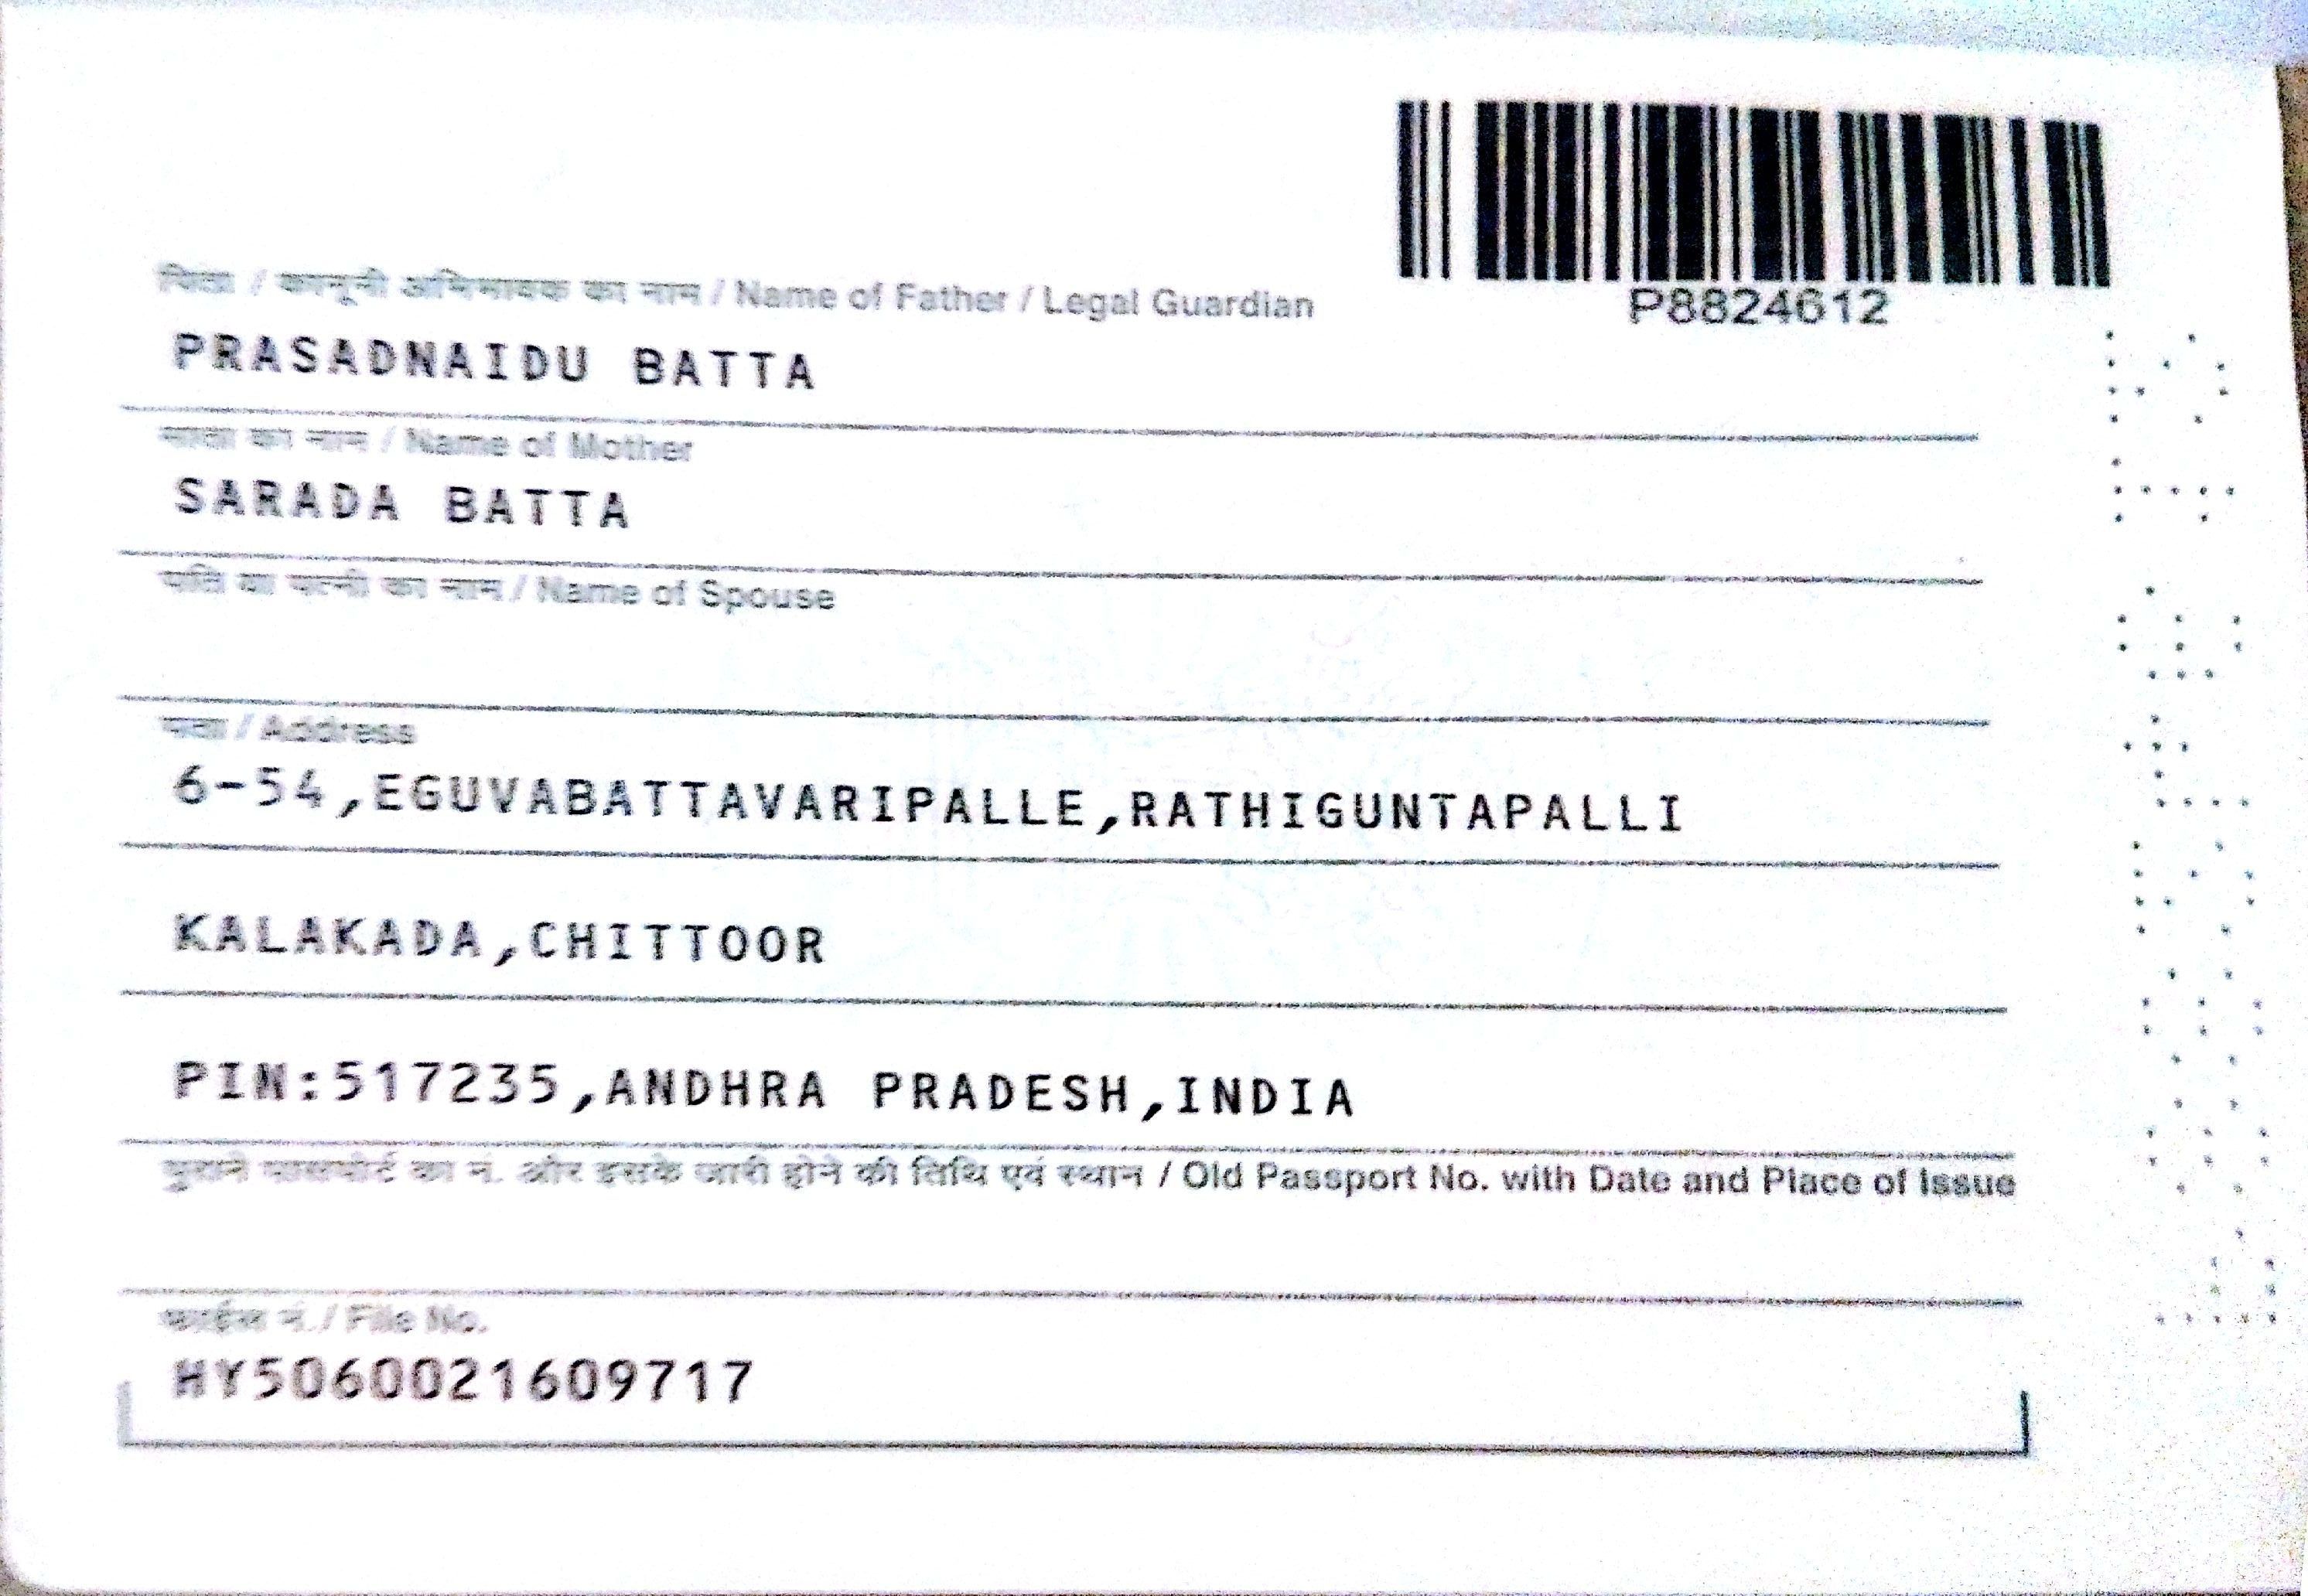 P8824612
पिता / कानूनी अभिभावक का नाम / Name of Father / Legal Guardian
PRASADNAIDU BATTA
माता का नाम / Name of Mother
SARADA BATTA
पति या पत्नी का नाम / Name of Spouse
पता / Address
6-54,EGUVABATTAVARIPALLE,RATHIGUNTAPALLI
KALAKADA,CHITTOOR
PIN:517235,ANDHRA PRADESH,INDIA
पुराने पासपोर्ट का नं. और इसके जारी होने की तिथि एवं स्थान / Old Passport No. with Date and Place of Issue
फाईल नं. / File No.
HY5060021609717